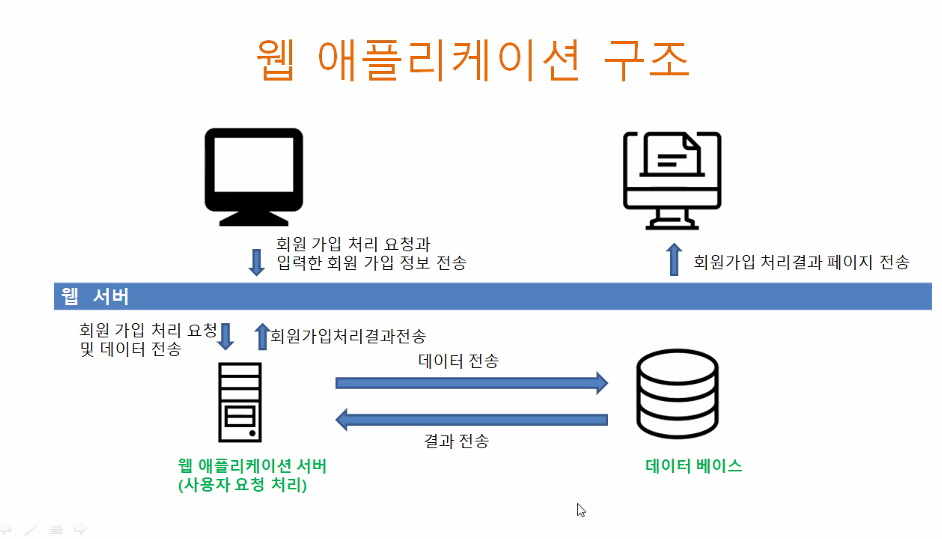 웹 애플리케이션 구조
회원 가입 처리 요청과
입력한 회원 가입 정보 전송
회원가입 처리결과 페이지 전송
웹 서버
회원 가입 처리 요청
및 데이터 전송
회원가입처리결과전송
데이터 전송
결과 전송
웹 애플리케이션 서버
(사용자 요청 처리)
데이터 베이스